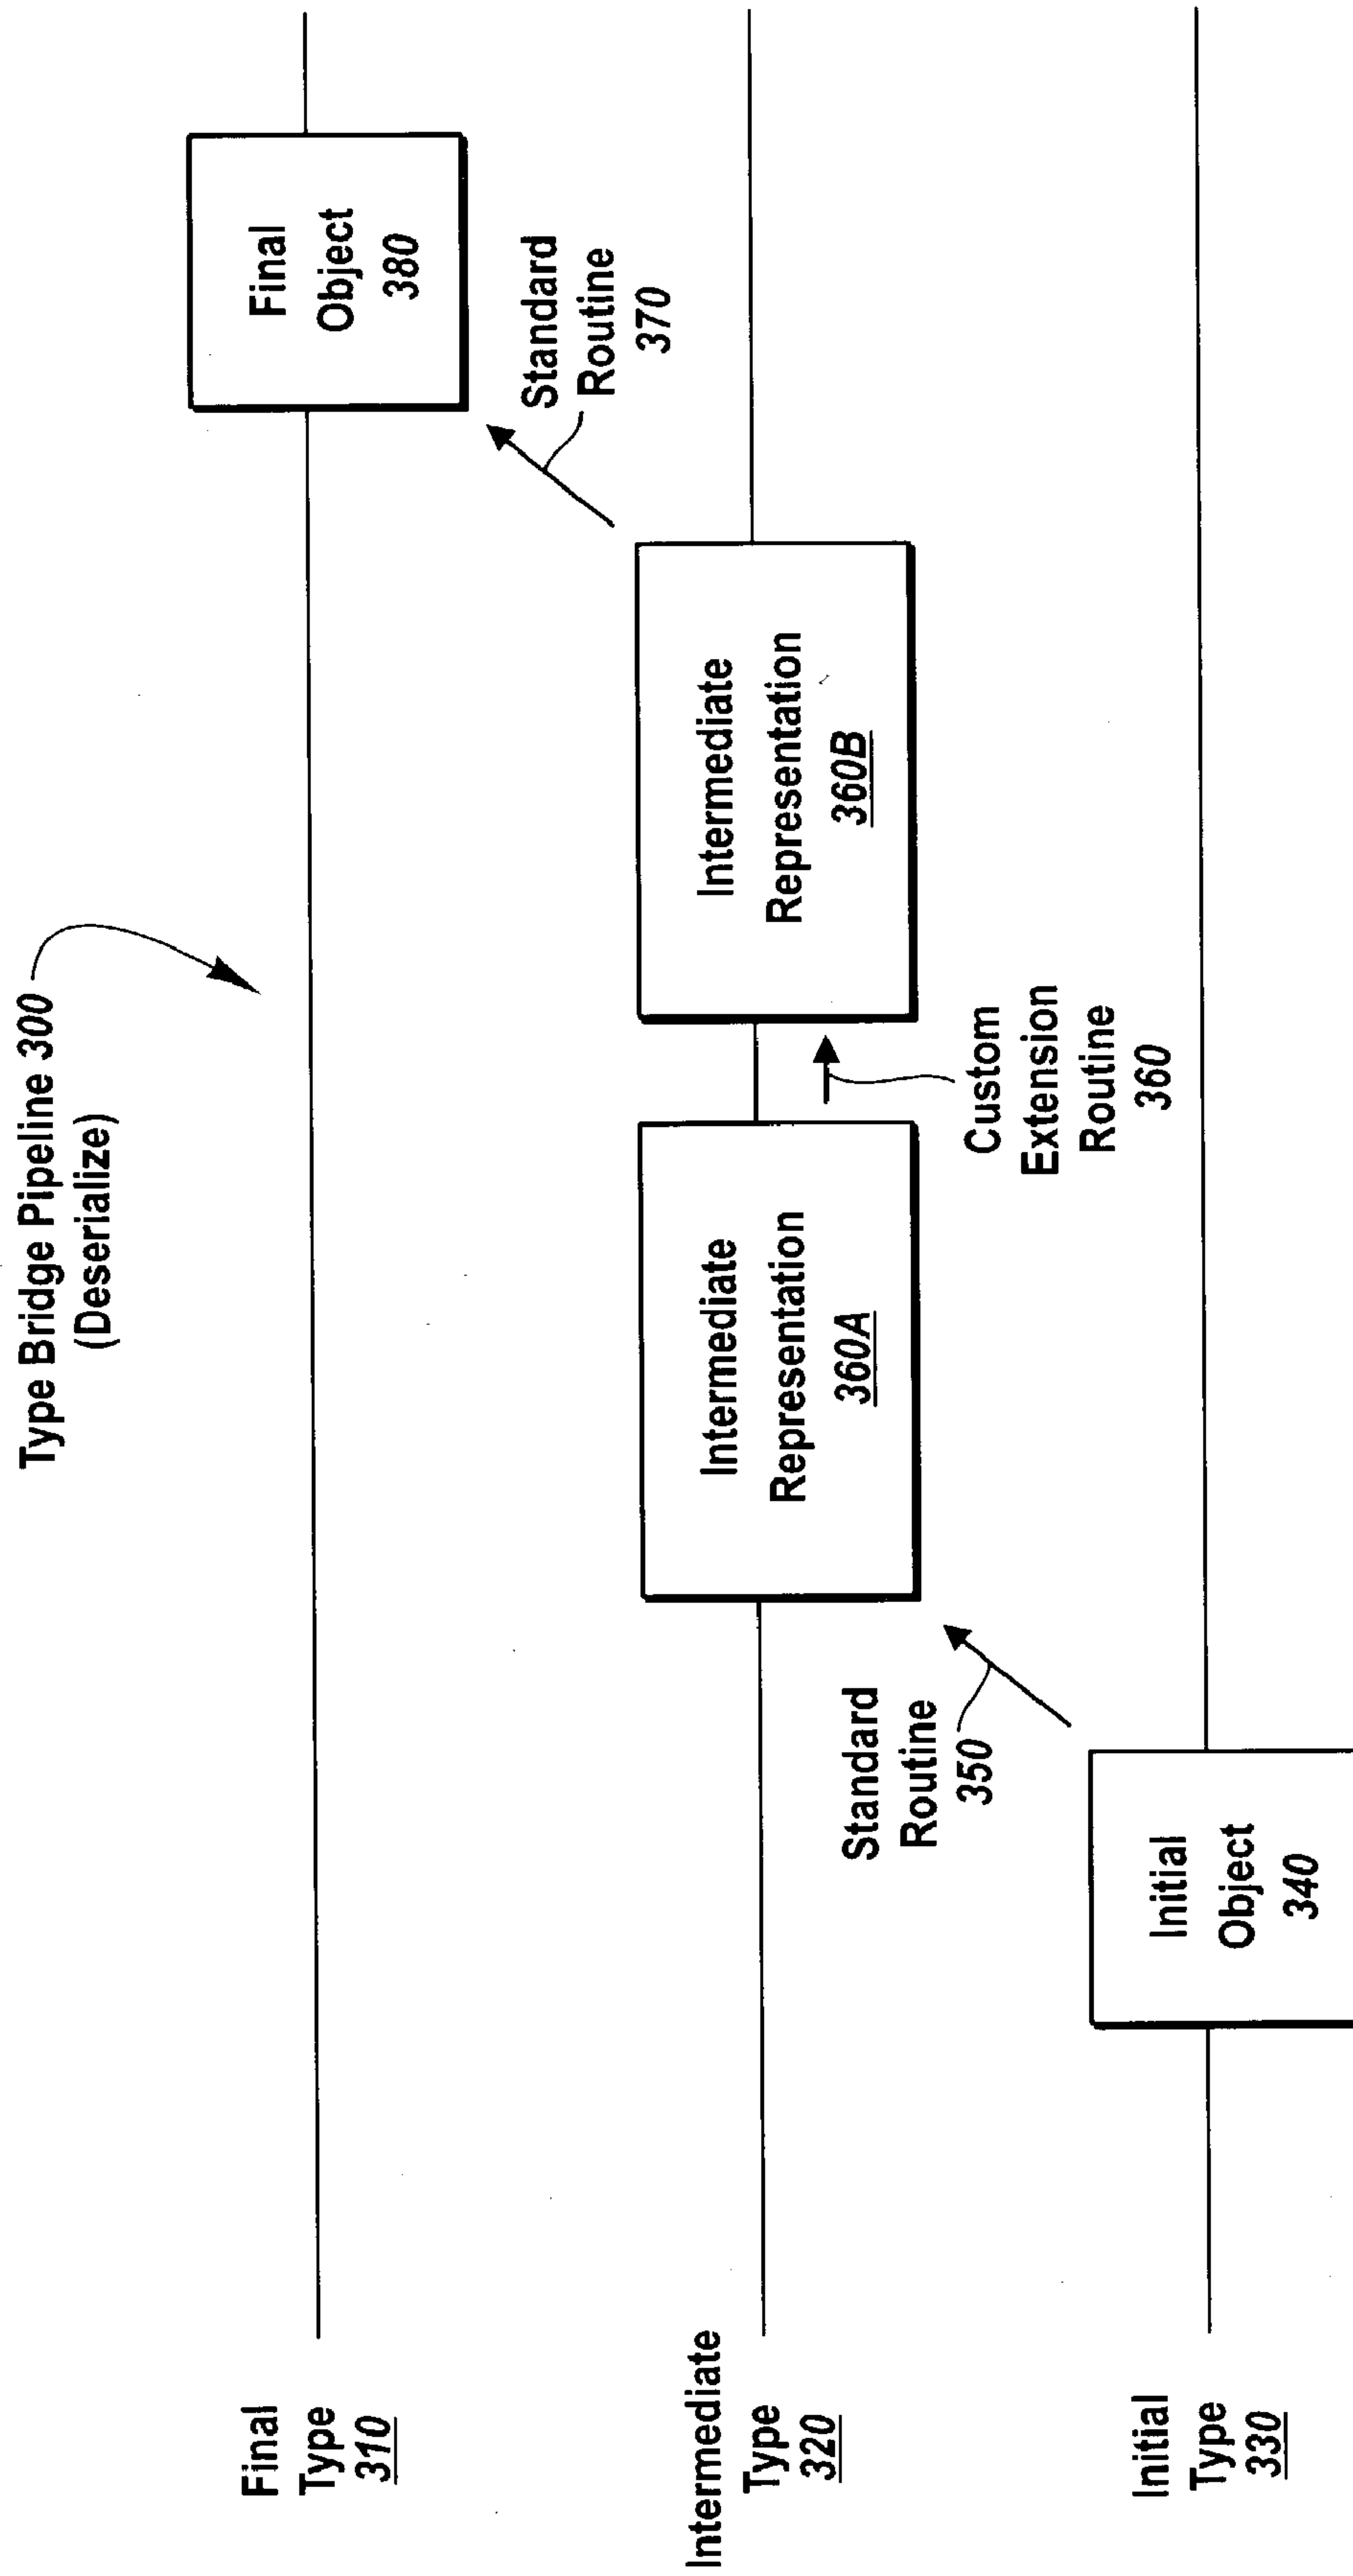 Type Bridge Pipeline 300
(Deserialize)
Final
Type
310
Final
Object
380
Standard
Routine
370
Intermediate
Type
320
Intermediate
Representation
360A
Intermediate
Representation
360B
Custom
Extension
Routine
360
Standard
Routine
350
Initial
Type
330
Initial
Object
340